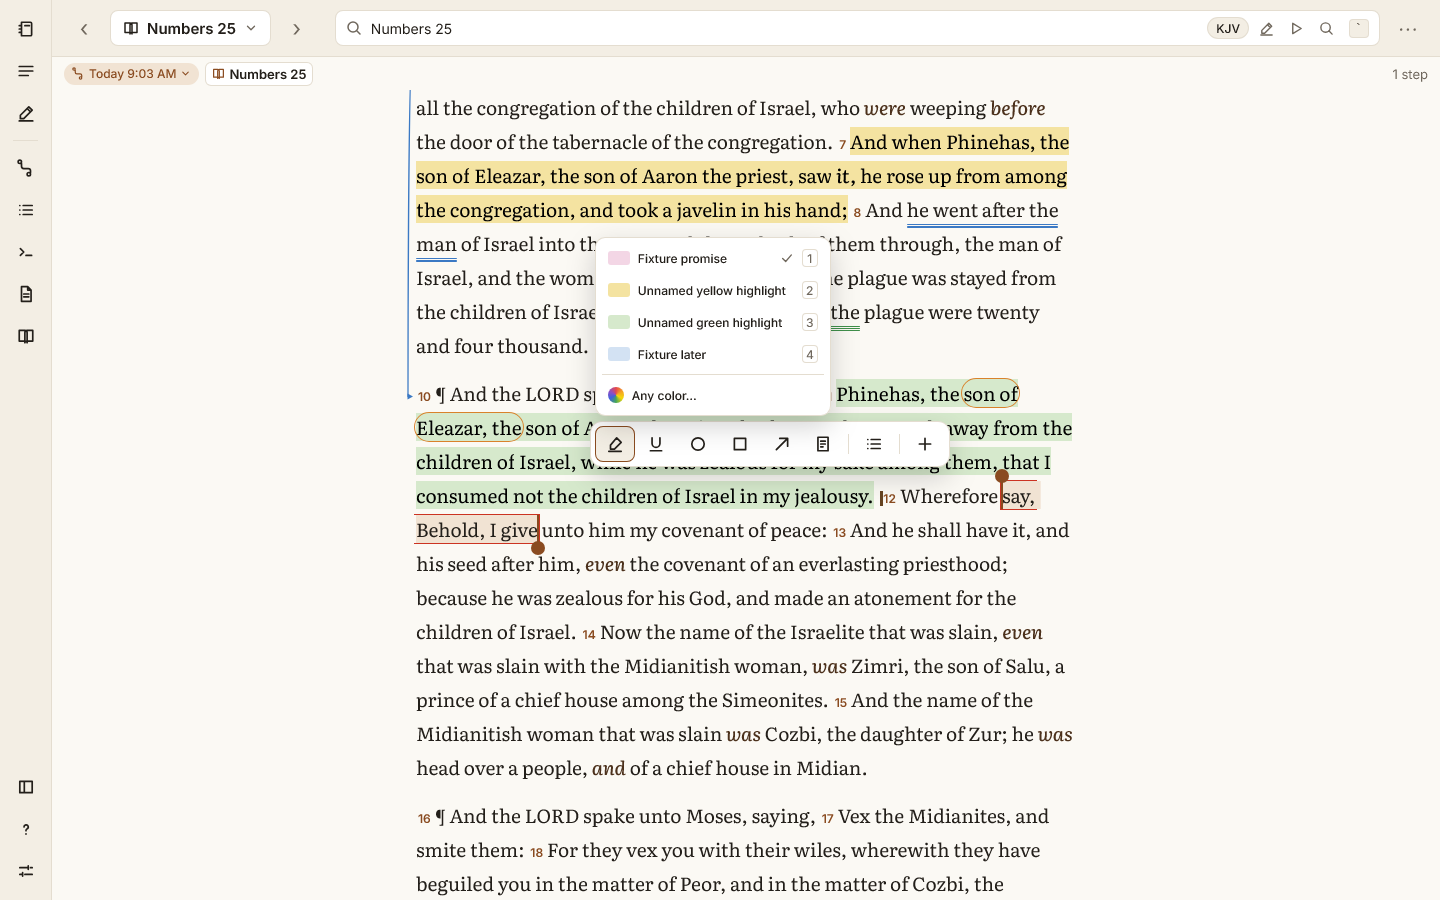 Numbers 25
Numbers 25
KJV
Today 9:03 AM
Numbers 25
1 step
all the congregation of the children of Israel, who were weeping before
the door of the tabernacle of the congregation. 7 And when Phinehas, the
son of Eleazar, the son of Aaron the priest, saw it, he rose up from among
the congregation, and took a javelin in his hand; 8 And he went after the
man of Israel into them through, the man of
Israel, and the plague was stayed from
the children of the plague were twenty
and four thousand.
Fixture promise 1
Unnamed yellow highlight 2
Unnamed green highlight 3
Fixture later 4
Any color...
10 ¶ And the LORD Phinehas, the son of
Eleazar, the son of away from the
children of Israel, while he was zealous for my sake among them, that I
consumed not the children of Israel in my jealousy. 12 Wherefore say,
Behold, I give unto him my covenant of peace: 13 And he shall have it, and
his seed after him, even the covenant of an everlasting priesthood;
because he was zealous for his God, and made an atonement for the
children of Israel. 14 Now the name of the Israelite that was slain, even
that was slain with the Midianitish woman, was Zimri, the son of Salu, a
prince of a chief house among the Simeonites. 15 And the name of the
Midianitish woman that was slain was Cozbi, the daughter of Zur; he was
head over a people, and of a chief house in Midian.
16 ¶ And the LORD spake unto Moses, saying, 17 Vex the Midianites, and
smite them: 18 For they vex you with their wiles, wherewith they have
beguiled you in the matter of Peor, and in the matter of Cozbi, the